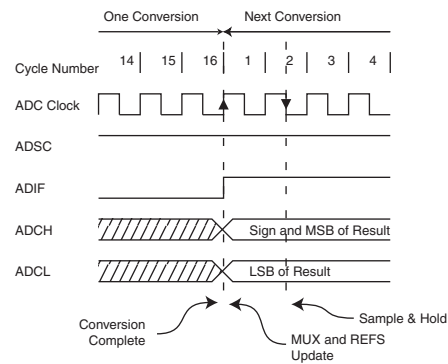 One Conversion Next Conversion
Cycle Number 14 15 16 1 2 3 4
ADC Clock
ADSC
ADIF
ADCH Sign and MSB of Result
ADCL LSB of Result
Sample & Hold
Conversion
Complete
MUX and REFS
Update